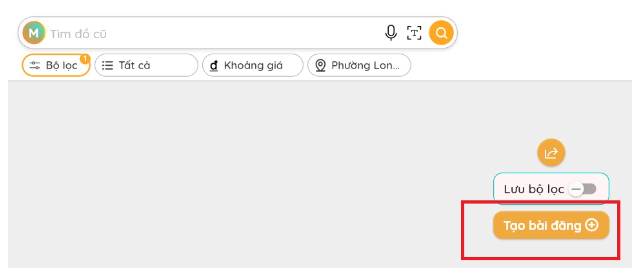 M Tìm đồ cũ
Bộ lọc 1 Tất cả đ Khoảng giá Phường Lon...
Lưu bộ lọc
Tạo bài đăng